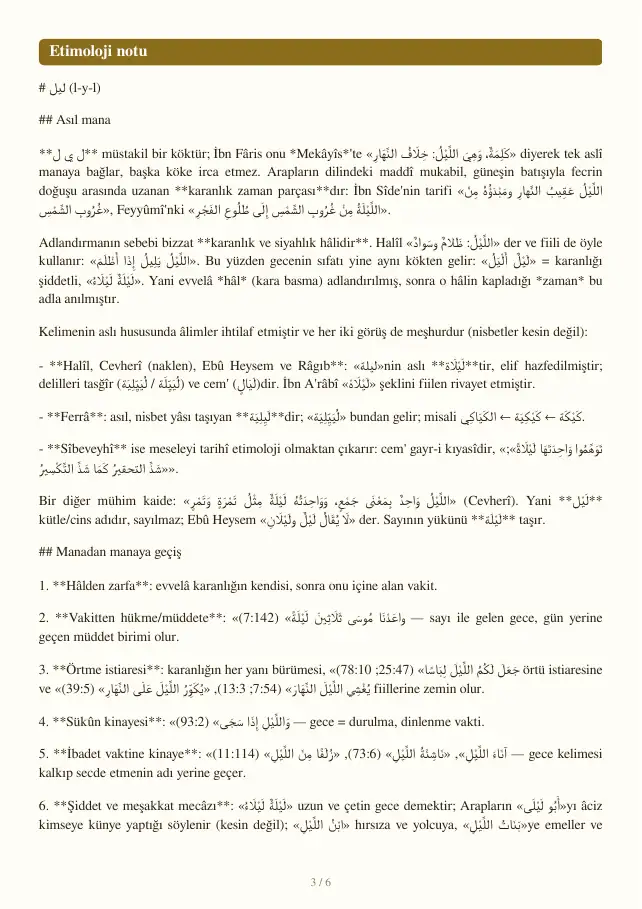 Etimoloji notu
# ليل (l-y-l)
## Asıl mana
**ل ي ل** müstakil bir köktür; İbn Fâris onu *Mekâyîs*'te «كَلِمَةٌ، وَهِيَ اللَّيْلُ: خِلَافُ النَّهَارِ» diyerek tek aslî
manaya bağlar, başka köke irca etmez. Arapların dilindeki maddî mukabil, güneşin batışıyla fecrin
doğuşu arasında uzanan **karanlık zaman parçası**dır: İbn Sîde'nin tarifi «اللَّيْلُ عَقِيبُ النَّهارِ ومَبْدَؤُهُ مِنْ
غُرُوبِ الشَّمْسِ», Feyyûmî'nki «اللَّيْلَةُ مِنْ غُرُوبِ الشَّمْسِ إِلَى طُلُوعِ الفَجْرِ».
Adlandırmanın sebebi bizzat **karanlık ve siyahlık hâlidir**. Halîl «اللَّيْلُ: ظَلامٌ وسَوادٌ» der ve fiili de öyle
kullanır: «اللَّيْلُ يَلِيلُ إِذَا أَظْلَمَ». Bu yüzden gecenin sıfatı yine aynı kökten gelir: «لَيْلٌ أَلْيَلُ» = karanlığı
şiddetli, «لَيْلَةٌ لَيْلَاءُ». Yani evvelâ *hâl* (kara basma) adlandırılmış, sonra o hâlin kapladığı *zaman* bu
adla anılmıştır.
Kelimenin aslı hususunda âlimler ihtilaf etmiştir ve her iki görüş de meşhurdur (nisbetler kesin değil):
- **Halîl, Cevherî (naklen), Ebû Heysem ve Râgıb**: «ليلة»nin aslı **لَيْلَاة**tir, elif hazfedilmiştir;
delilleri tasğîr (لُيَيْلَة / لُيَيْلِيَة) ve cem' (لَيَالٍ)dir. İbn A'râbî «لَيْلَاة» şeklini fiilen rivayet etmiştir.
- **Ferrâ**: asıl, nisbet yâsı taşıyan **لَيْلِيَة**dir; «لُيَيْلِيَة» bundan gelir; misali كَيْكَة ← كَيْكِيَة ← الكَيَاكِي.
- **Sîbeveyhî** ise meseleyi tarihî etimoloji olmaktan çıkarır: cem' gayr-i kıyasîdir, «تَوَهَّمُوا وَاحِدَتَهَا لَيْلَاةً»;«
شَذَّ التحقيرُ كَمَا شَذَّ التَّكْسِيرُ»».
Bir diğer mühim kaide: «اللَّيْلُ وَاحِدٌ بِمَعْنَى جَمْعٍ، وَوَاحِدَتُهُ لَيْلَةٌ مِثْلُ تَمْرَةٍ وَتَمْرٍ» (Cevherî). Yani **لَيْل**
kütle/cins adıdır, sayılmaz; Ebû Heysem «لَا يُقَالُ لَيْلٌ ولَيْلَانِ» der. Sayının yükünü **لَيْلَة** taşır.
## Manadan manaya geçiş
1. **Hâlden zarfa**: evvelâ karanlığın kendisi, sonra onu içine alan vakit.
2. **Vakitten hükme/müddete**: «وَاعَدْنَا مُوسَى ثَلَاثِينَ لَيْلَةً» (7:142) — sayı ile gelen gece, gün yerine
geçen müddet birimi olur.
3. **Örtme istiaresi**: karanlığın her yanı bürümesi, «جَعَلَ لَكُمُ اللَّيْلَ لِبَاسًا» (25:47; 78:10) örtü istiaresine
ve «يُغْشِي اللَّيْلَ النَّهَارَ» (7:54; 13:3), «يُكَوِّرُ اللَّيْلَ عَلَى النَّهَارِ» (39:5) fiillerine zemin olur.
4. **Sükûn kinayesi**: «وَاللَّيْلِ إِذَا سَجَى» (93:2) — gece = durulma, dinlenme vakti.
5. **İbadet vaktine kinaye**: «آنَاءَ اللَّيْلِ», «نَاشِئَةُ اللَّيْلِ» (73:6), «زُلَفًا مِنَ اللَّيْلِ» (11:114) — gece kelimesi
kalkıp secde etmenin adı yerine geçer.
6. **Şiddet ve meşakkat mecâzı**: «لَيْلَةٌ لَيْلَاءُ» uzun ve çetin gece demektir; Arapların «أَبُو لَيْلَى»yı âciz
kimseye künye yaptığı söylenir (kesin değil); «ابْنُ اللَّيْلِ» hırsıza ve yolcuya, «بَنَاتُ اللَّيْلِ»ye emeller ve
3 / 6